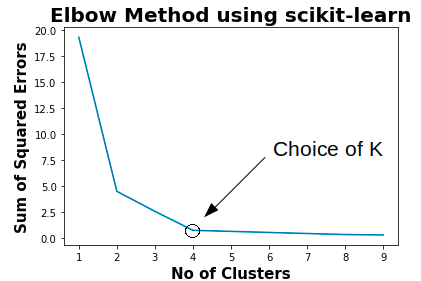 Elbow Method using scikit-learn
Sum of Squared Errors
20.0
17.5
15.0
12.5
10.0
7.5
5.0
2.5
0.0
Choice of K
1 2 3 4 5 6 7 8 9
No of Clusters